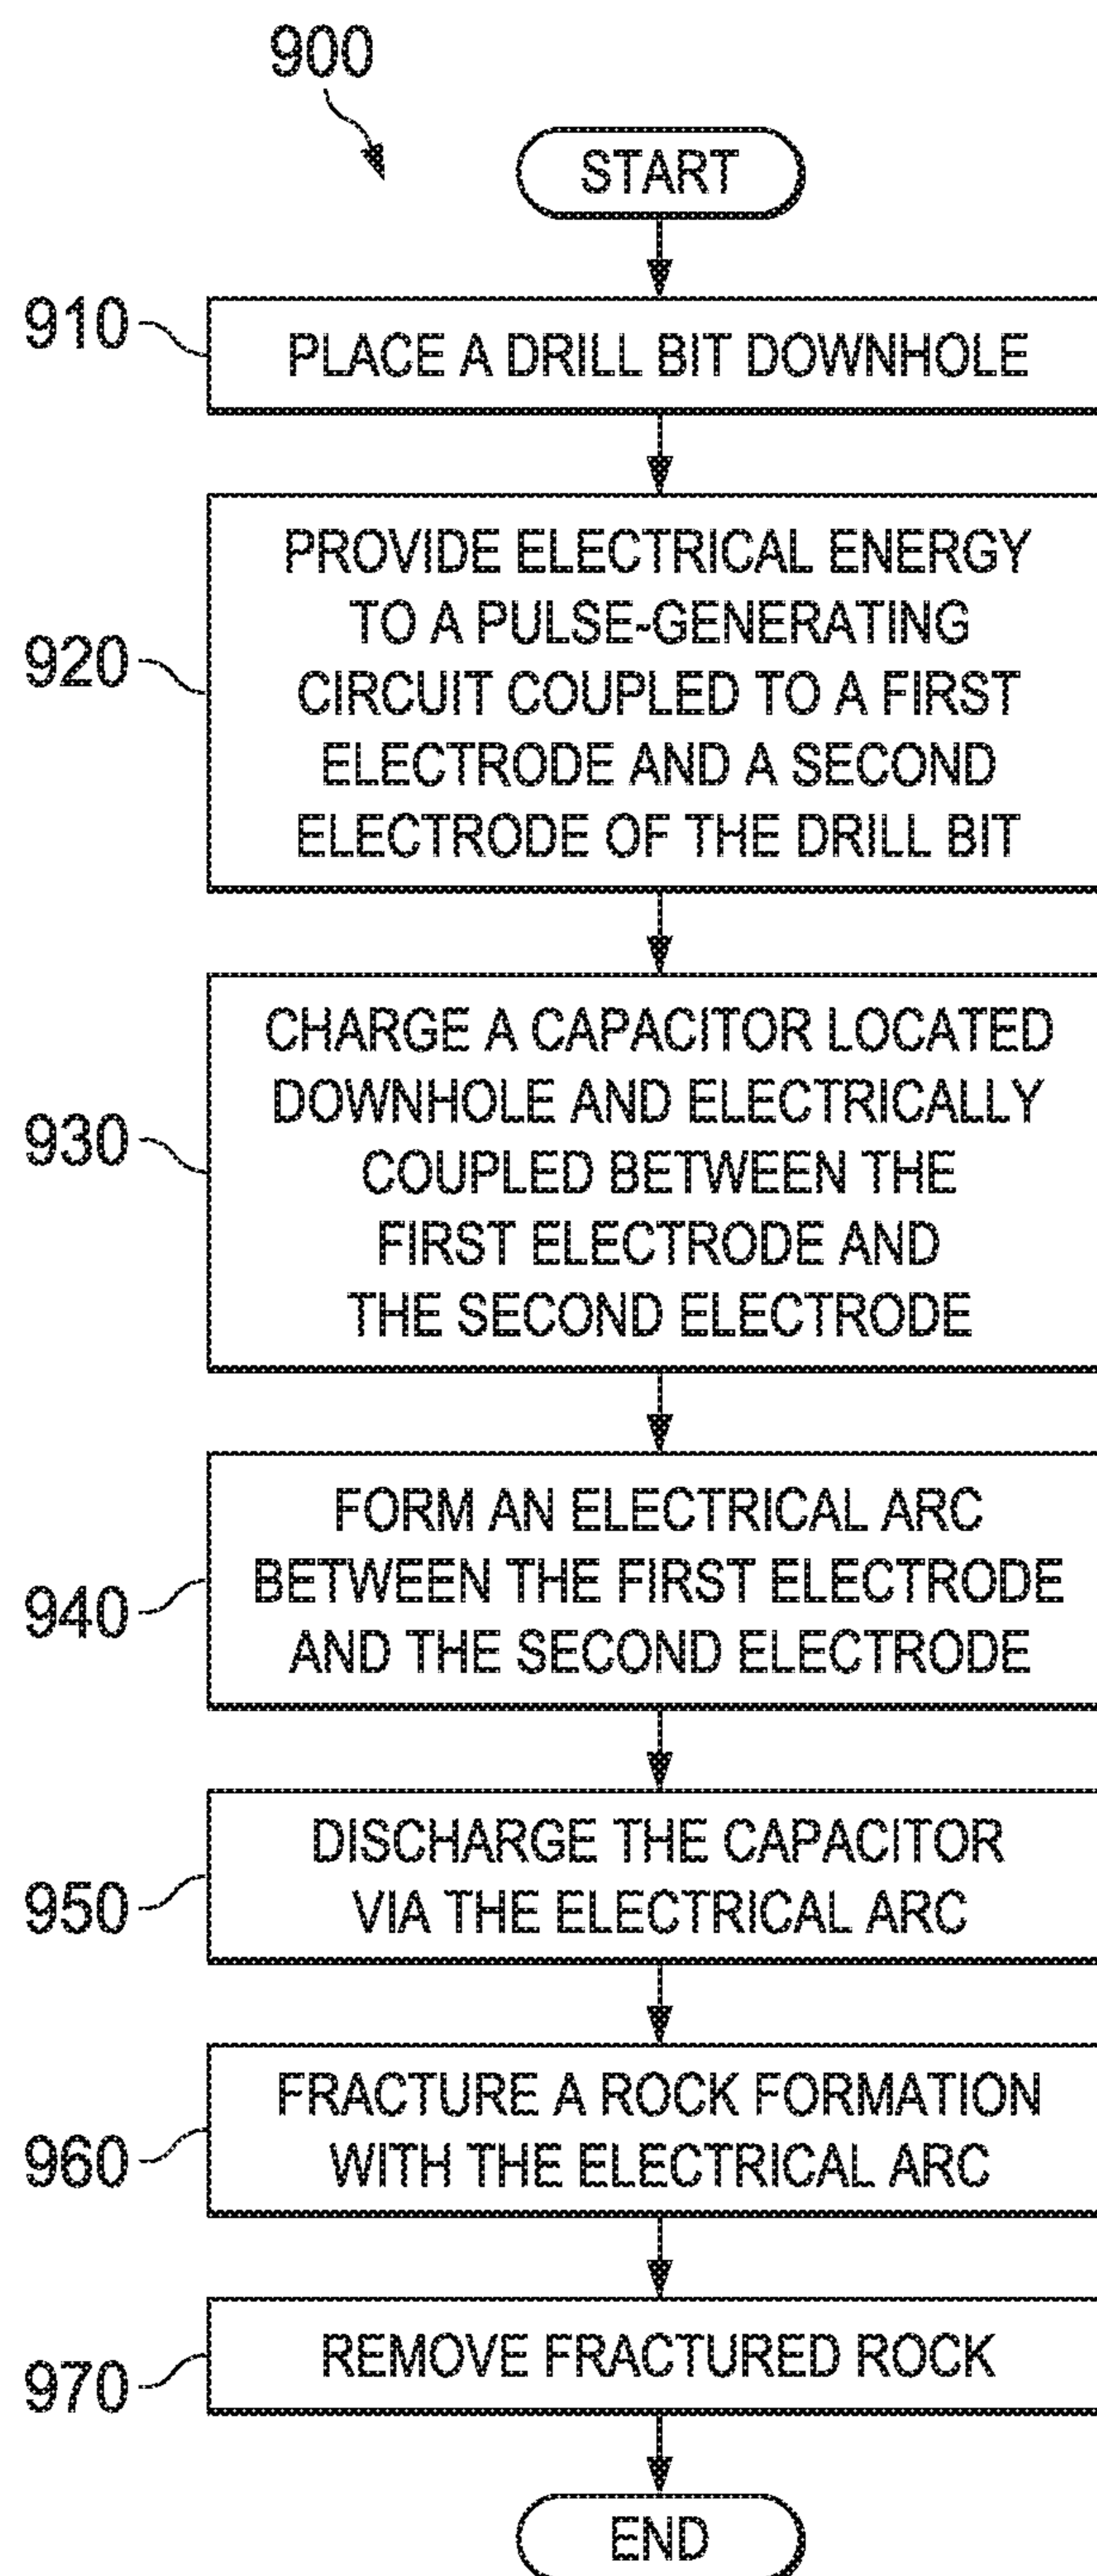 900
START
910
PLACE A DRILL BIT DOWNHOLE
920
PROVIDE ELECTRICAL ENERGY
TO A PULSE-GENERATING
CIRCUIT COUPLED TO A FIRST
ELECTRODE AND A SECOND
ELECTRODE OF THE DRILL BIT
930
CHARGE A CAPACITOR LOCATED
DOWNHOLE AND ELECTRICALLY
COUPLED BETWEEN THE
FIRST ELECTRODE AND
THE SECOND ELECTRODE
940
FORM AN ELECTRICAL ARC
BETWEEN THE FIRST ELECTRODE
AND THE SECOND ELECTRODE
950
DISCHARGE THE CAPACITOR
VIA THE ELECTRICAL ARC
960
FRACTURE A ROCK FORMATION
WITH THE ELECTRICAL ARC
970
REMOVE FRACTURED ROCK
END